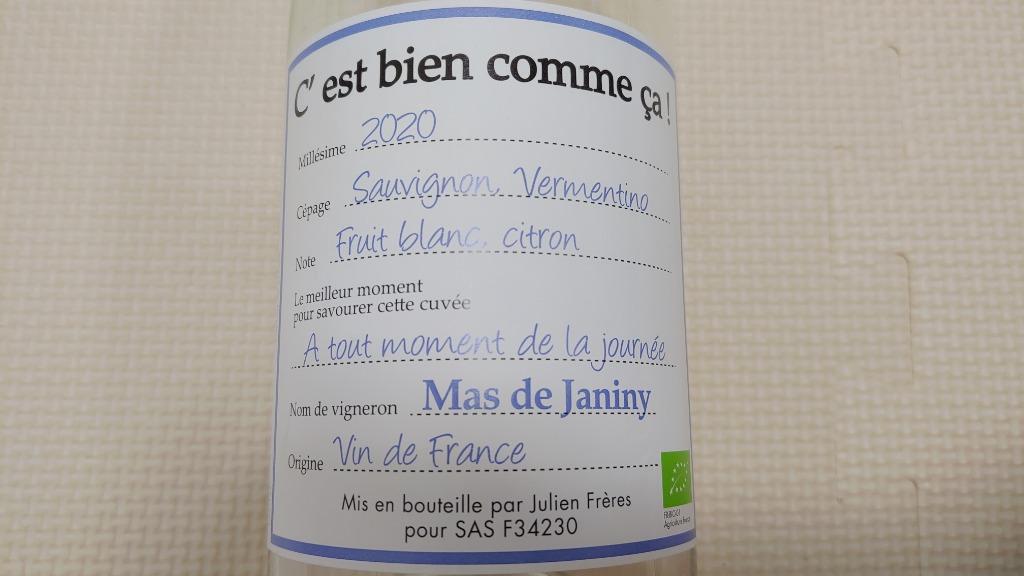 C' est bien comme ça !
Millésime 2020
Cépage Sauvignon, Vermentino
Note Fruit blanc, citron
Le meilleur moment
pour savourer cette cuvée
A tout moment de la journée
Nom de vigneron Mas de Janiny
Origine Vin de France
Mis en bouteille par Julien Frères
pour SAS F34230
Agriculture